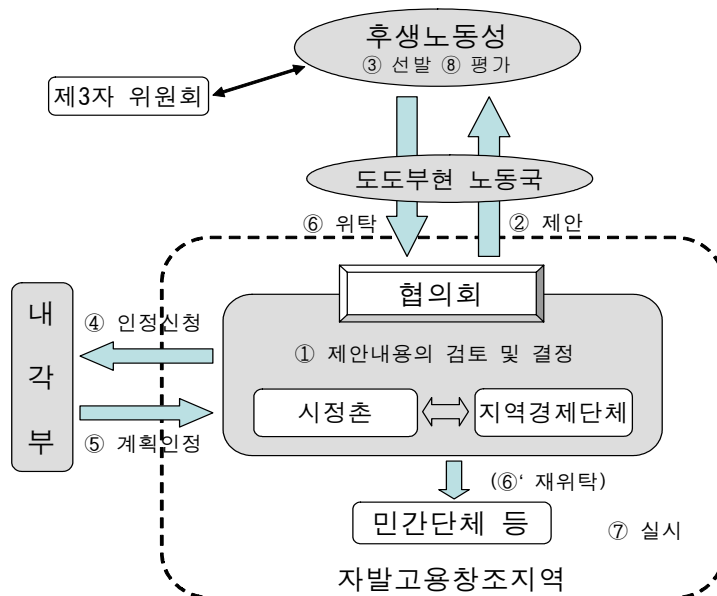 후생노동성
③ 선발 ⑧ 평가
제3자 위원회
도도부현 노동국
⑥ 위탁
② 제안
협의회
내
각
부
④ 인정신청
① 제안내용의 검토 및 결정
시정촌
지역경제단체
⑤ 계획인정
(⑥‘ 재위탁)
민간단체 등
⑦ 실시
자발고용창조지역